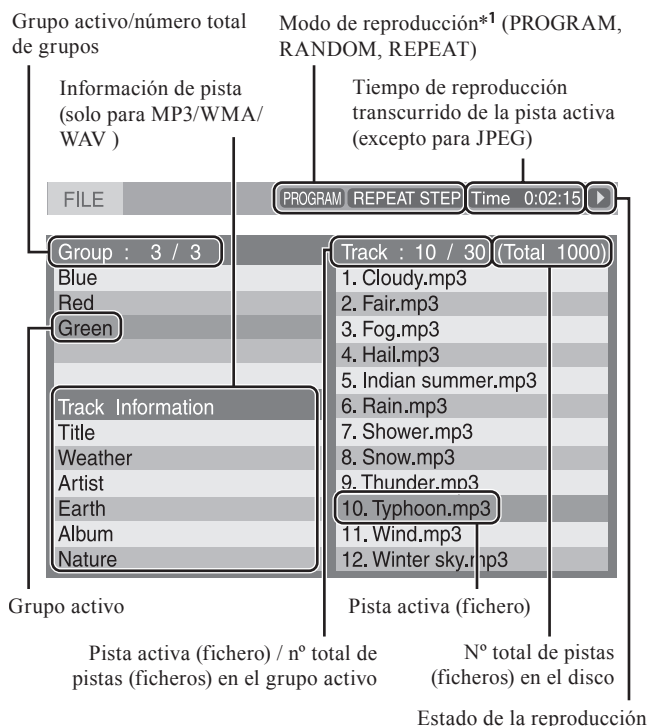 Grupo activo/número total
de grupos
Modo de reproducción*1 (PROGRAM,
RANDOM, REPEAT)
Información de pista
(solo para MP3/WMA/
WAV )
Tiempo de reproducción
transcurrido de la pista activa
(excepto para JPEG)
FILE
PROGRAM REPEAT STEP Time 0:02:15
Group : 3 / 3
Blue
Red
Green
Track Information
Title
Weather
Artist
Earth
Album
Nature
Track : 10 / 30 (Total 1000)
1. Cloudy.mp3
2. Fair.mp3
3. Fog.mp3
4. Hail.mp3
5. Indian summer.mp3
6. Rain.mp3
7. Shower.mp3
8. Snow.mp3
9. Thunder.mp3
10. Typhoon.mp3
11. Wind.mp3
12. Winter sky.mp3
Grupo activo
Pista activa (fichero)
Pista activa (fichero) / nº total de
pistas (ficheros) en el grupo activo
Nº total de pistas
(ficheros) en el disco
Estado de la reproducción